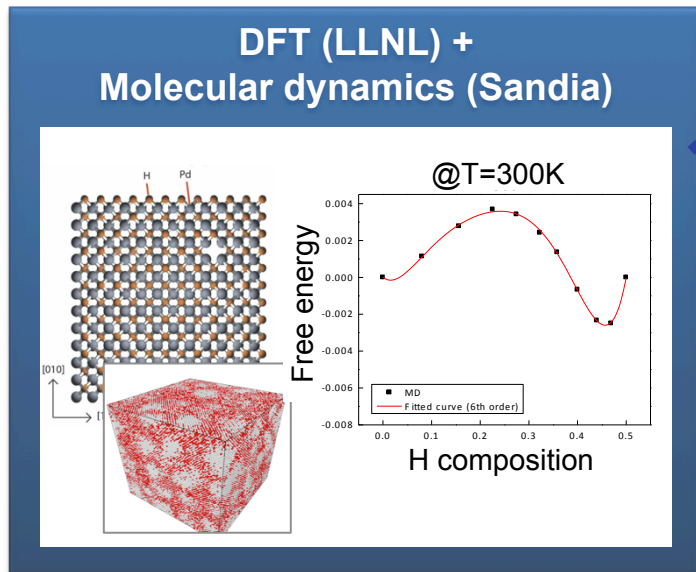 DFT (LLNL) +
Molecular dynamics (Sandia)
H
Pd
[010]
[1
@T=300K
Free energy
0.004
0.002
0.000
-0.002
-0.004
-0.006
-0.008
MD
Fitted curve (6th order)
0.0 0.1 0.2 0.3 0.4 0.5
H composition